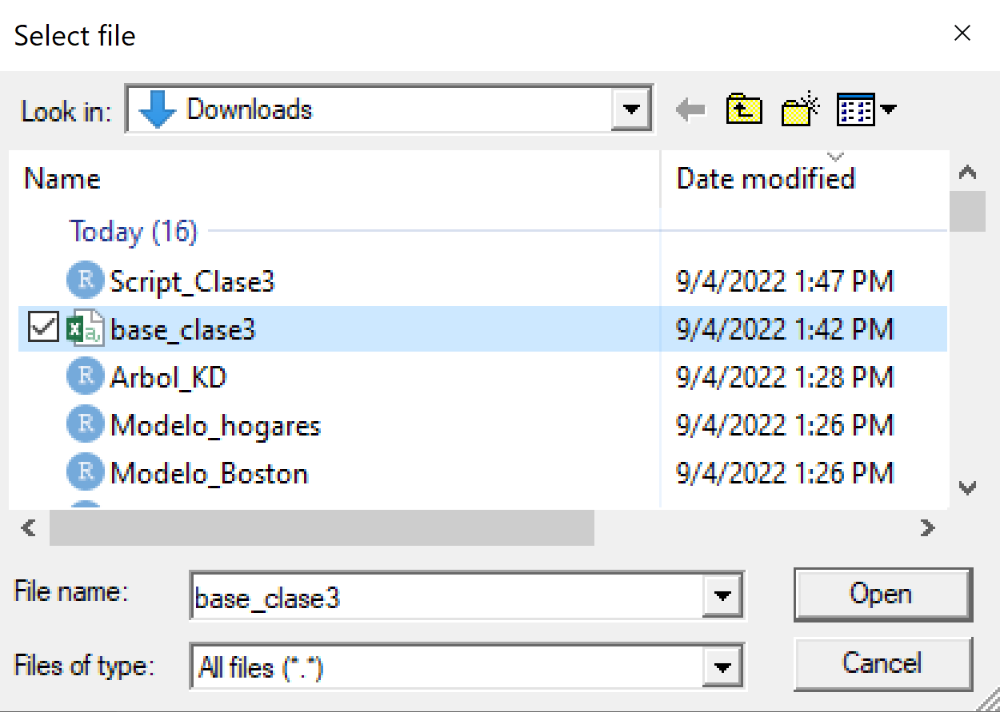 Select file
Look in: Downloads
Name Date modified
Today (16)
Script_Clase3 9/4/2022 1:47 PM
base_clase3 9/4/2022 1:42 PM
Arbol_KD 9/4/2022 1:28 PM
Modelo_hogares 9/4/2022 1:26 PM
Modelo_Boston 9/4/2022 1:26 PM
File name: base_clase3 Open
Files of type: All files (*.*) Cancel